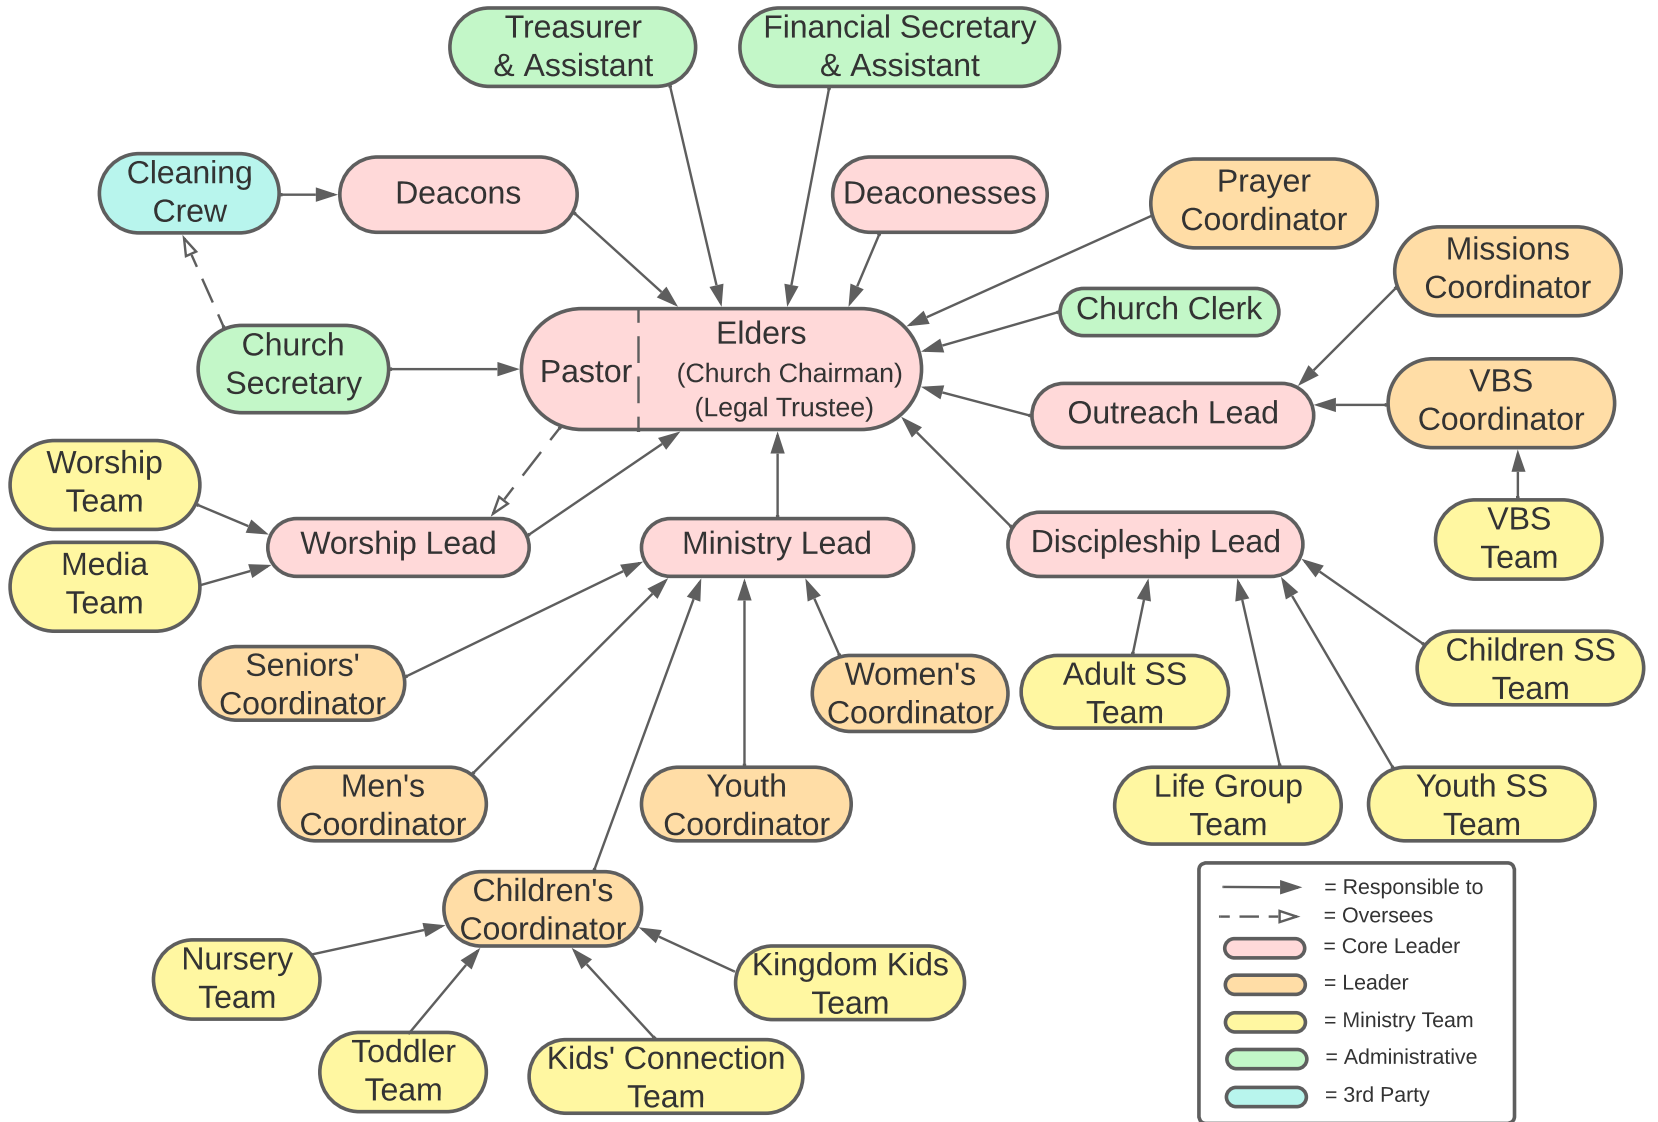 Treasurer
& Assistant
Financial Secretary
& Assistant
Cleaning
Crew
Deacons
Deaconesses
Prayer
Coordinator
Missions
Coordinator
Church Clerk
Church
Secretary
Pastor
Elders
(Church Chairman)
(Legal Trustee)
Outreach Lead
VBS
Coordinator
Worship
Team
Media
Team
Worship Lead
Ministry Lead
Discipleship Lead
VBS
Team
Seniors'
Coordinator
Women's
Coordinator
Adult SS
Team
Children SS
Team
Men's
Coordinator
Youth
Coordinator
Life Group
Team
Youth SS
Team
Children's
Coordinator
Nursery
Team
Kingdom Kids
Team
Toddler
Team
Kids' Connection
Team
= Responsible to
= Oversees
= Core Leader
= Leader
= Ministry Team
= Administrative
= 3rd Party